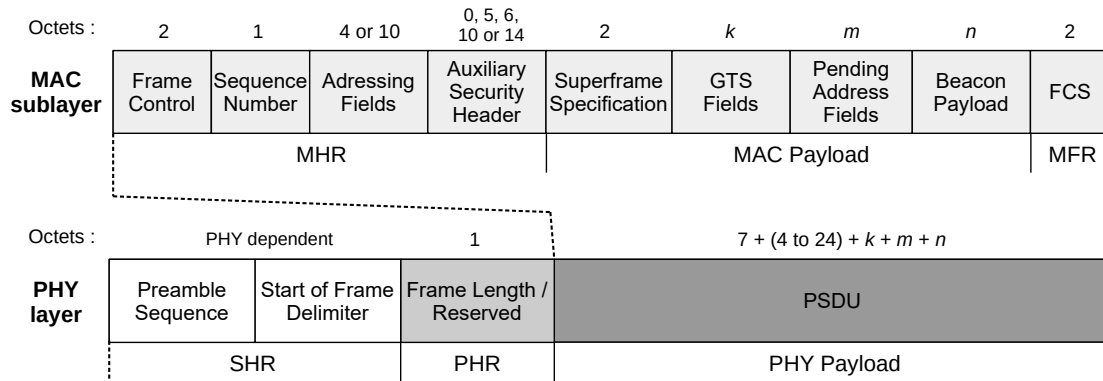 Octets : 2 1 4 or 10 0, 5, 6, 10 or 14 2 k m n 2
MAC sublayer
Frame Control
Sequence Number
Adressing Fields
Auxiliary Security Header
Superframe Specification
GTS Fields
Pending Address Fields
Beacon Payload
FCS
MHR MAC Payload MFR
Octets : PHY dependent 1 7 + (4 to 24) + k + m + n
PHY layer
Preamble Sequence
Start of Frame Delimiter
Frame Length / Reserved
PSDU
SHR PHR PHY Payload